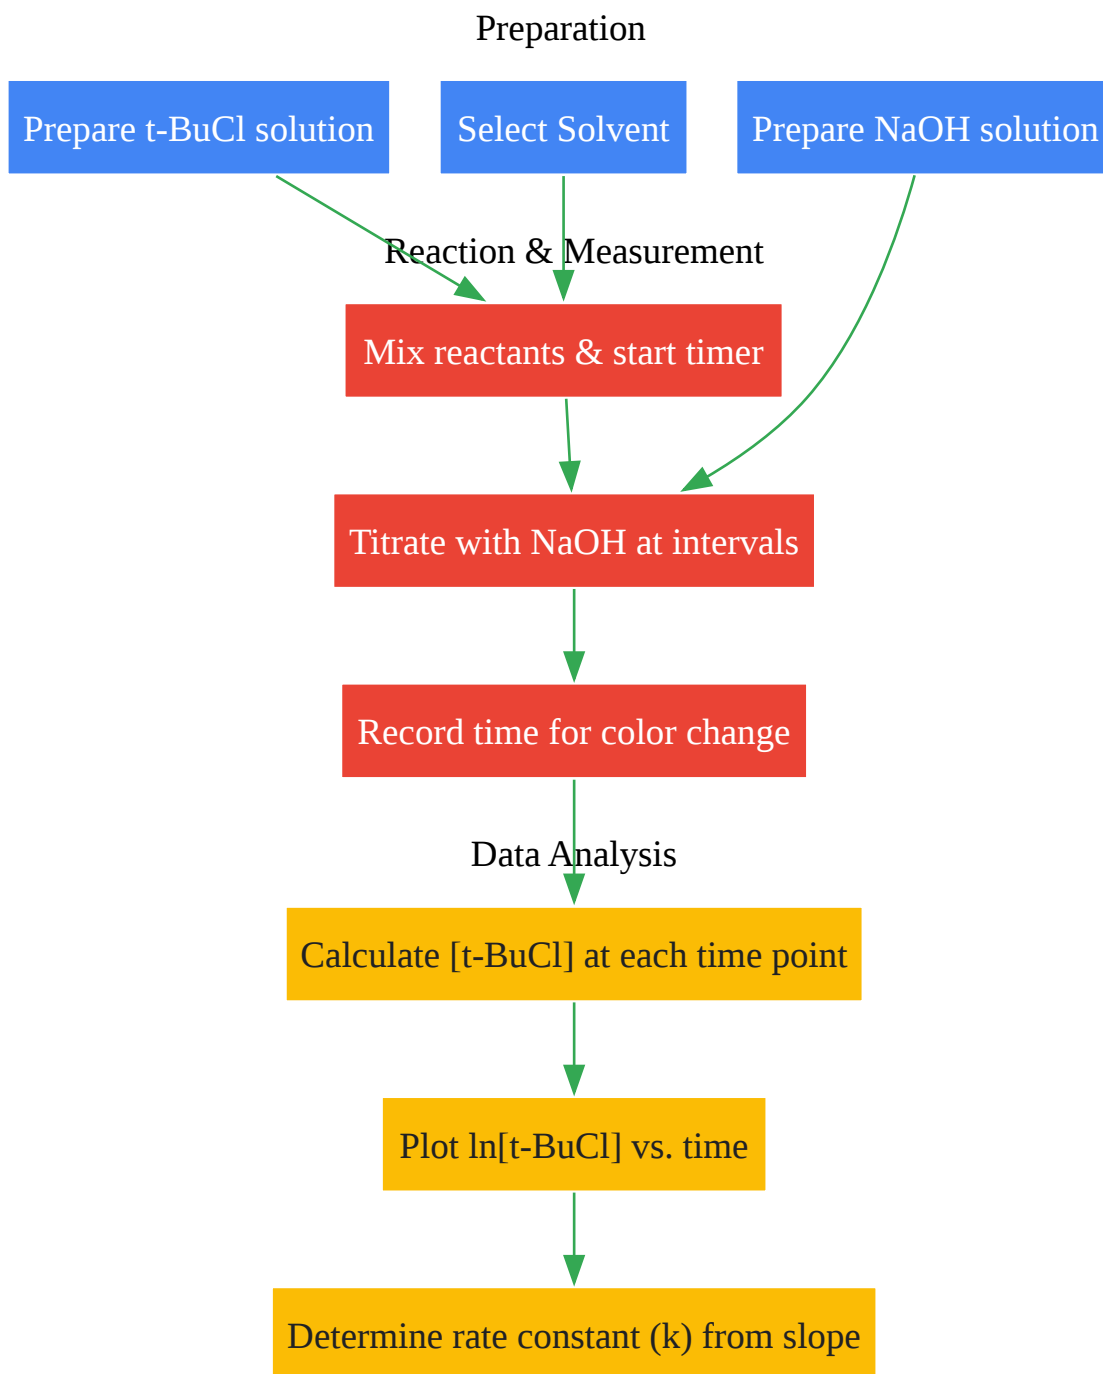 Preparation
Prepare t-BuCl solution
Select Solvent
Prepare NaOH solution
Reaction & Measurement
Mix reactants & start timer
Titrate with NaOH at intervals
Record time for color change
Data Analysis
Calculate [t-BuCl] at each time point
Plot ln[t-BuCl] vs. time
Determine rate constant (k) from slope